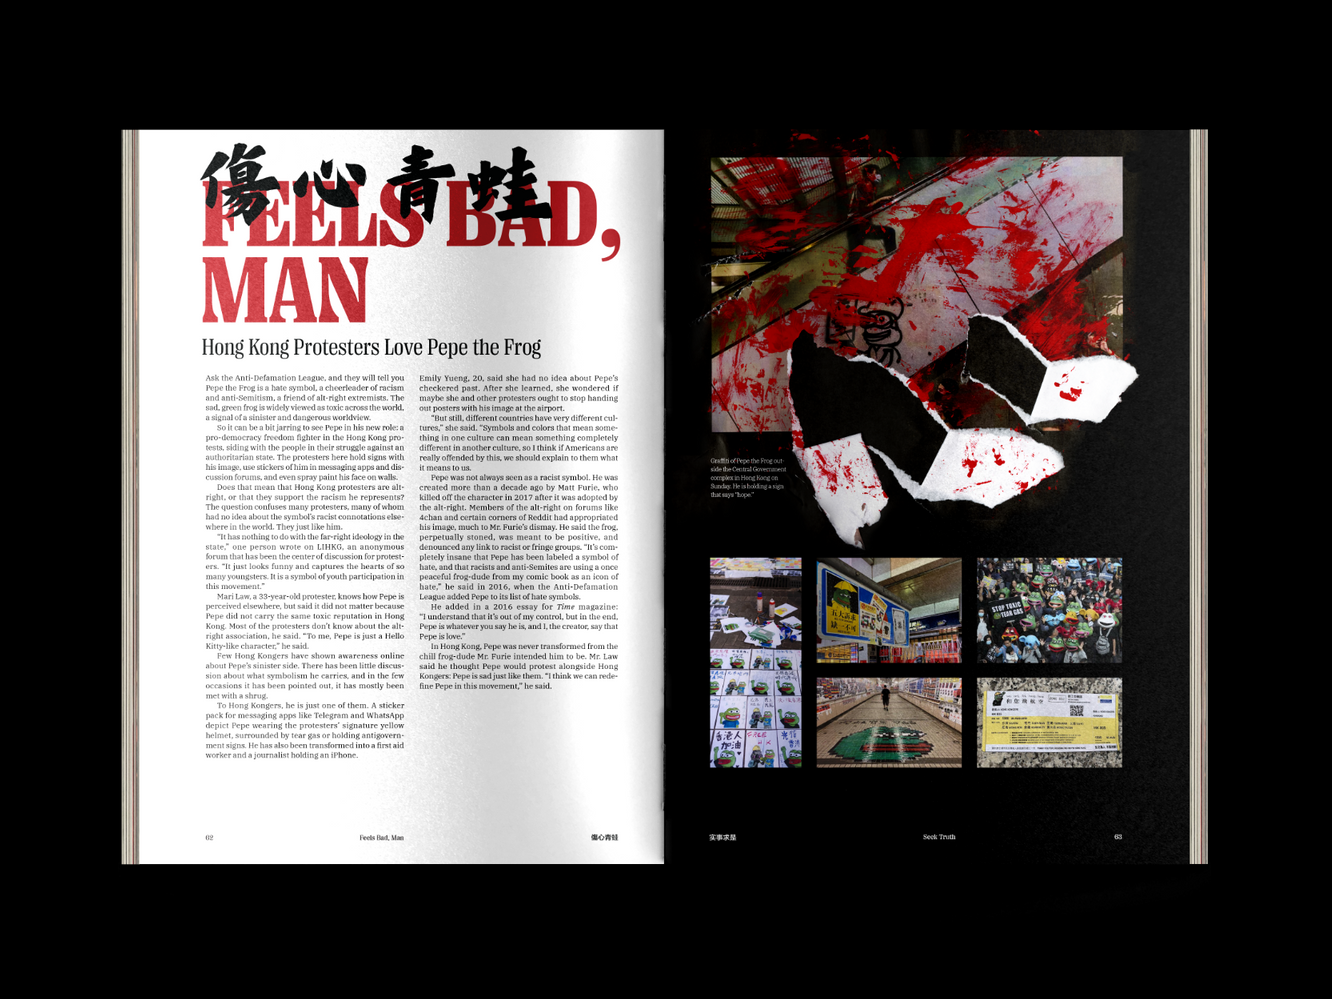 傷心青蛙
FEELS BAD,
MAN
Hong Kong Protesters Love Pepe the Frog
Ask the Anti-Defamation League, and they will tell you
Pepe the Frog is a hate symbol, a cheerleader of racism
and anti-Semitism, a friend of alt-right extremists. The
sad, green frog is widely viewed as toxic across the world,
a signal of a sinister and dangerous worldview.
So it can be a bit jarring to see Pepe in his new role: a
pro-democracy freedom fighter in the Hong Kong pro-
tests, siding with the people in their struggle against an
authoritarian state. The protesters here hold signs with
his image, use stickers of him in messaging apps and dis-
cussion forums, and even spray paint his face on walls.
Does that mean that Hong Kong protesters are alt-
right, or that they support the racism he represents?
The question confuses many protesters, many of whom
had no idea about the symbol's racist connotations else-
where in the world. They just like him.
“It has nothing to do with the far-right ideology in the
state,” one person wrote on LIHKG, an anonymous
forum that has been the center of discussion for protest-
ers. “It just looks funny and captures the hearts of so
many youngsters. It is a symbol of youth participation in
this movement.”
Mari Law, a 33-year-old protester, knows how Pepe is
perceived elsewhere, but said it did not matter because
Pepe did not carry the same toxic reputation in Hong
Kong. Most of the protesters don't know about the alt-
right association, he said. “To me, Pepe is just a Hello
Kitty-like character,” he said.
Few Hong Kongers have shown awareness online
about Pepe's sinister side. There has been little discus-
sion about what symbolism he carries, and in the few
occasions it has been pointed out, it has mostly been
met with a shrug.
To Hong Kongers, he is just one of them. A sticker
pack for messaging apps like Telegram and WhatsApp
depict Pepe wearing the protesters' signature yellow
helmet, surrounded by tear gas or holding antigovern-
ment signs. He has also been transformed into a first aid
worker and a journalist holding an iPhone.
Emily Yueng, 20, said she had no idea about Pepe's
checkered past. After she learned, she wondered if
maybe she and other protesters ought to stop handing
out posters with his image at the airport.
“But still, different countries have very different cul-
tures,” she said. “Symbols and colors that mean some-
thing in one culture can mean something completely
different in another culture, so I think if Americans are
really offended by this, we should explain to them what
it means to us.
Pepe was not always seen as a racist symbol. He was
created more than a decade ago by Matt Furie, who
killed off the character in 2017 after it was adopted by
the alt-right. Members of the alt-right on forums like
4chan and certain corners of Reddit had appropriated
his image, much to Mr. Furie's dismay. He said the frog,
perpetually stoned, was meant to be positive, and
denounced any link to racist or fringe groups. “It's com-
pletely insane that Pepe has been labeled a symbol of
hate, and that racists and anti-Semites are using a once
peaceful frog-dude from my comic book as an icon of
hate,” he said in 2016, when the Anti-Defamation
League added Pepe to its list of hate symbols.
He added in a 2016 essay for Time magazine:
“I understand that it's out of my control, but in the end,
Pepe is whatever you say he is, and I, the creator, say that
Pepe is love.”
In Hong Kong, Pepe was never transformed from the
chill frog-dude Mr. Furie intended him to be. Mr. Law
said he thought Pepe would protest alongside Hong
Kongers: Pepe is sad just like them. “I think we can rede-
fine Pepe in this movement,” he said.
62
Feels Bad, Man
傷心青蛙
Graffiti of Pepe the Frog out-
side the Central Government
complex in Hong Kong on
Sunday. He is holding a sign
that says “hope.”
STOP TOXIC
TEAR GAS
香港人
加油
实事求是
Seek Truth
63